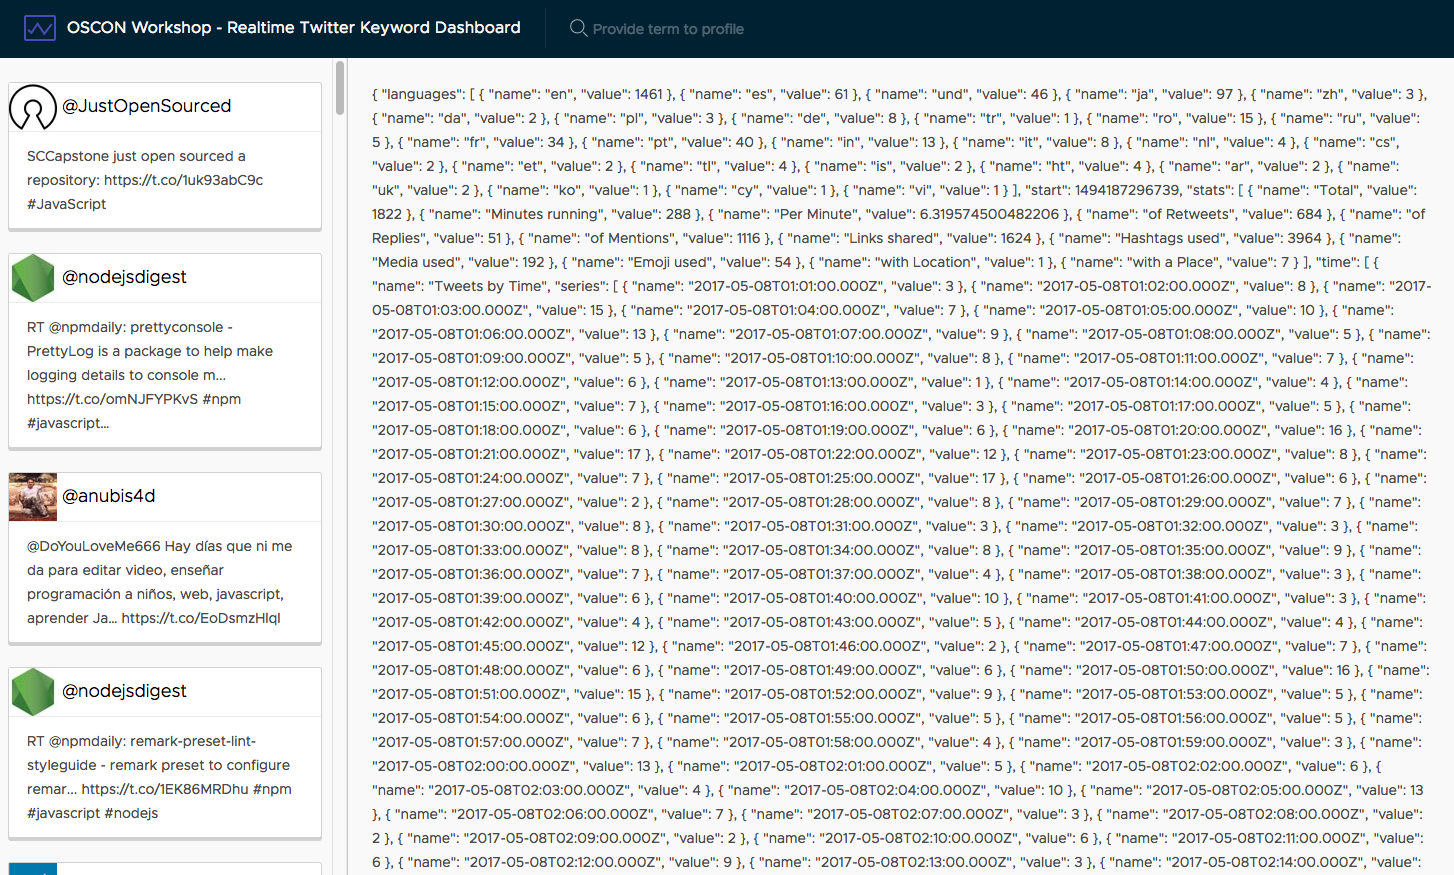 OSCON Workshop - Realtime Twitter Keyword Dashboard
Provide term to profile
@JustOpenSourced
SCCapstone just open sourced a
repository: https://t.co/1uk93abC9c
#JavaScript
@nodejsdigest
RT @npmdaily: prettyconsole -
PrettyLog is a package to help make
logging details to console m...
https://t.co/omNJFYPKvS #npm
#javascript...
@anubis4d
@DoYouLoveMe666 Hay días que ni me
da para editar video, enseñar
programación a niños, web, javascript,
aprender Ja... https://t.co/EoDsmzHlql
@nodejsdigest
RT @npmdaily: remark-preset-lint-
styleguide - remark preset to configure
remar... https://t.co/1EK86MRDhu #npm
#javascript #nodejs
{ "languages": [ { "name": "en", "value": 1461 }, { "name": "es", "value": 61 }, { "name": "und", "value": 46 }, { "name": "ja", "value": 97 }, { "name": "zh", "value": 3 },
{ "name": "da", "value": 2 }, { "name": "pl", "value": 3 }, { "name": "de", "value": 8 }, { "name": "tr", "value": 1 }, { "name": "ro", "value": 15 }, { "name": "ru", "value":
5 }, { "name": "fr", "value": 34 }, { "name": "pt", "value": 40 }, { "name": "in", "value": 13 }, { "name": "it", "value": 8 }, { "name": "nl", "value": 4 }, { "name": "cs",
"value": 2 }, { "name": "et", "value": 2 }, { "name": "tl", "value": 4 }, { "name": "is", "value": 2 }, { "name": "ht", "value": 4 }, { "name": "ar", "value": 2 }, { "name":
"uk", "value": 2 }, { "name": "ko", "value": 1 }, { "name": "cy", "value": 1 }, { "name": "vi", "value": 1 } ], "start": 1494187296739, "stats": [ { "name": "Total", "value":
1822 }, { "name": "Minutes running", "value": 288 }, { "name": "Per Minute", "value": 6.319574500482206 }, { "name": "of Retweets", "value": 684 }, { "name": "of
Replies", "value": 51 }, { "name": "of Mentions", "value": 1116 }, { "name": "Links shared", "value": 1624 }, { "name": "Hashtags used", "value": 3964 }, { "name":
"Media used", "value": 192 }, { "name": "Emoji used", "value": 54 }, { "name": "with Location", "value": 1 }, { "name": "with a Place", "value": 7 } ], "time": [ {
"name": "Tweets by Time", "series": [ { "name": "2017-05-08T01:01:00.000Z", "value": 3 }, { "name": "2017-05-08T01:02:00.000Z", "value": 8 }, { "name": "2017-
05-08T01:03:00.000Z", "value": 15 }, { "name": "2017-05-08T01:04:00.000Z", "value": 7 }, { "name": "2017-05-08T01:05:00.000Z", "value": 10 }, { "name":
"2017-05-08T01:06:00.000Z", "value": 13 }, { "name": "2017-05-08T01:07:00.000Z", "value": 9 }, { "name": "2017-05-08T01:08:00.000Z", "value": 5 }, { "name":
"2017-05-08T01:09:00.000Z", "value": 5 }, { "name": "2017-05-08T01:10:00.000Z", "value": 8 }, { "name": "2017-05-08T01:11:00.000Z", "value": 7 }, { "name":
"2017-05-08T01:12:00.000Z", "value": 6 }, { "name": "2017-05-08T01:13:00.000Z", "value": 1 }, { "name": "2017-05-08T01:14:00.000Z", "value": 4 }, { "name":
"2017-05-08T01:15:00.000Z", "value": 7 }, { "name": "2017-05-08T01:16:00.000Z", "value": 3 }, { "name": "2017-05-08T01:17:00.000Z", "value": 5 }, { "name":
"2017-05-08T01:18:00.000Z", "value": 6 }, { "name": "2017-05-08T01:19:00.000Z", "value": 6 }, { "name": "2017-05-08T01:20:00.000Z", "value": 16 }, { "name":
"2017-05-08T01:21:00.000Z", "value": 17 }, { "name": "2017-05-08T01:22:00.000Z", "value": 12 }, { "name": "2017-05-08T01:23:00.000Z", "value": 8 }, { "name":
"2017-05-08T01:24:00.000Z", "value": 7 }, { "name": "2017-05-08T01:25:00.000Z", "value": 17 }, { "name": "2017-05-08T01:26:00.000Z", "value": 6 }, { "name":
"2017-05-08T01:27:00.000Z", "value": 2 }, { "name": "2017-05-08T01:28:00.000Z", "value": 8 }, { "name": "2017-05-08T01:29:00.000Z", "value": 7 }, { "name":
"2017-05-08T01:30:00.000Z", "value": 8 }, { "name": "2017-05-08T01:31:00.000Z", "value": 3 }, { "name": "2017-05-08T01:32:00.000Z", "value": 3 }, { "name":
"2017-05-08T01:33:00.000Z", "value": 8 }, { "name": "2017-05-08T01:34:00.000Z", "value": 8 }, { "name": "2017-05-08T01:35:00.000Z", "value": 9 }, { "name":
"2017-05-08T01:36:00.000Z", "value": 7 }, { "name": "2017-05-08T01:37:00.000Z", "value": 4 }, { "name": "2017-05-08T01:38:00.000Z", "value": 3 }, { "name":
"2017-05-08T01:39:00.000Z", "value": 6 }, { "name": "2017-05-08T01:40:00.000Z", "value": 10 }, { "name": "2017-05-08T01:41:00.000Z", "value": 3 }, { "name":
"2017-05-08T01:42:00.000Z", "value": 4 }, { "name": "2017-05-08T01:43:00.000Z", "value": 5 }, { "name": "2017-05-08T01:44:00.000Z", "value": 4 }, { "name":
"2017-05-08T01:45:00.000Z", "value": 12 }, { "name": "2017-05-08T01:46:00.000Z", "value": 2 }, { "name": "2017-05-08T01:47:00.000Z", "value": 7 }, { "name":
"2017-05-08T01:48:00.000Z", "value": 6 }, { "name": "2017-05-08T01:49:00.000Z", "value": 6 }, { "name": "2017-05-08T01:50:00.000Z", "value": 16 }, { "name":
"2017-05-08T01:51:00.000Z", "value": 15 }, { "name": "2017-05-08T01:52:00.000Z", "value": 9 }, { "name": "2017-05-08T01:53:00.000Z", "value": 5 }, { "name":
"2017-05-08T01:54:00.000Z", "value": 6 }, { "name": "2017-05-08T01:55:00.000Z", "value": 5 }, { "name": "2017-05-08T01:56:00.000Z", "value": 5 }, { "name":
"2017-05-08T01:57:00.000Z", "value": 7 }, { "name": "2017-05-08T01:58:00.000Z", "value": 4 }, { "name": "2017-05-08T01:59:00.000Z", "value": 3 }, { "name":
"2017-05-08T02:00:00.000Z", "value": 13 }, { "name": "2017-05-08T02:01:00.000Z", "value": 5 }, { "name": "2017-05-08T02:02:00.000Z", "value": 6 }, {
"name": "2017-05-08T02:03:00.000Z", "value": 4 }, { "name": "2017-05-08T02:04:00.000Z", "value": 10 }, { "name": "2017-05-08T02:05:00.000Z", "value": 13
}, { "name": "2017-05-08T02:06:00.000Z", "value": 7 }, { "name": "2017-05-08T02:07:00.000Z", "value": 3 }, { "name": "2017-05-08T02:08:00.000Z", "value":
2 }, { "name": "2017-05-08T02:09:00.000Z", "value": 2 }, { "name": "2017-05-08T02:10:00.000Z", "value": 6 }, { "name": "2017-05-08T02:11:00.000Z", "value":
6 }, { "name": "2017-05-08T02:12:00.000Z", "value": 9 }, { "name": "2017-05-08T02:13:00.000Z", "value": 3 }, { "name": "2017-05-08T02:14:00.000Z", "value":